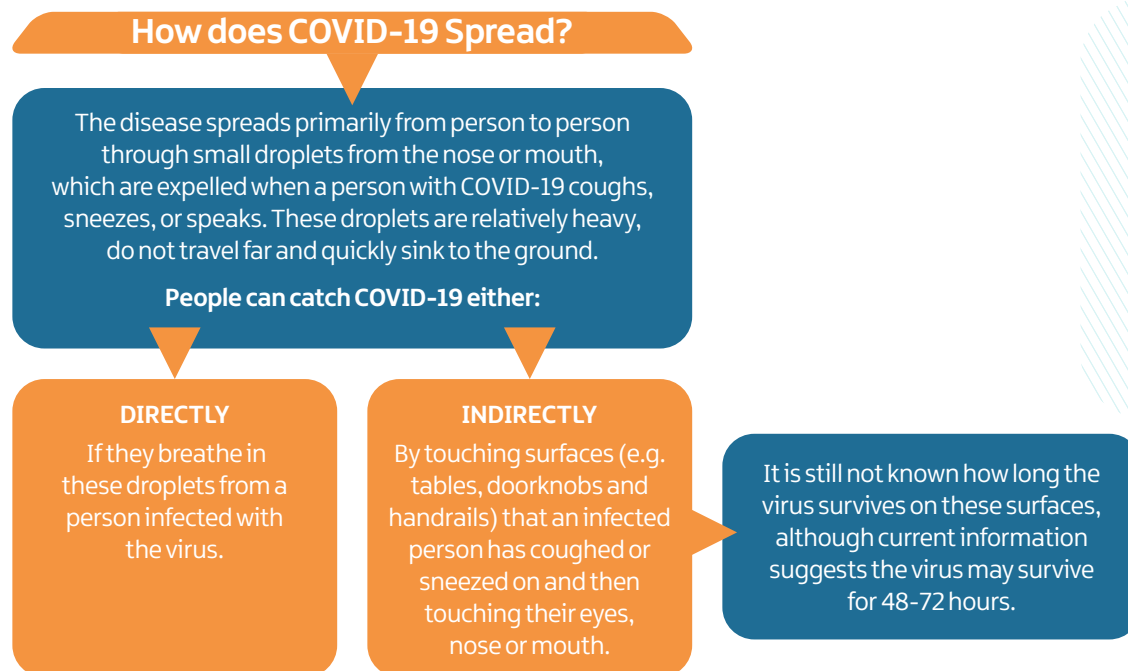 How does COVID-19 Spread?
The disease spreads primarily from person to person
through small droplets from the nose or mouth,
which are expelled when a person with COVID-19 coughs,
sneezes, or speaks. These droplets are relatively heavy,
do not travel far and quickly sink to the ground.
People can catch COVID-19 either:
DIRECTLY
If they breathe in
these droplets from a
person infected with
the virus.
INDIRECTLY
By touching surfaces (e.g.
tables, doorknobs and
handrails) that an infected
person has coughed or
sneezed on and then
touching their eyes,
nose or mouth.
It is still not known how long the
virus survives on these surfaces,
although current information
suggests the virus may survive
for 48-72 hours.